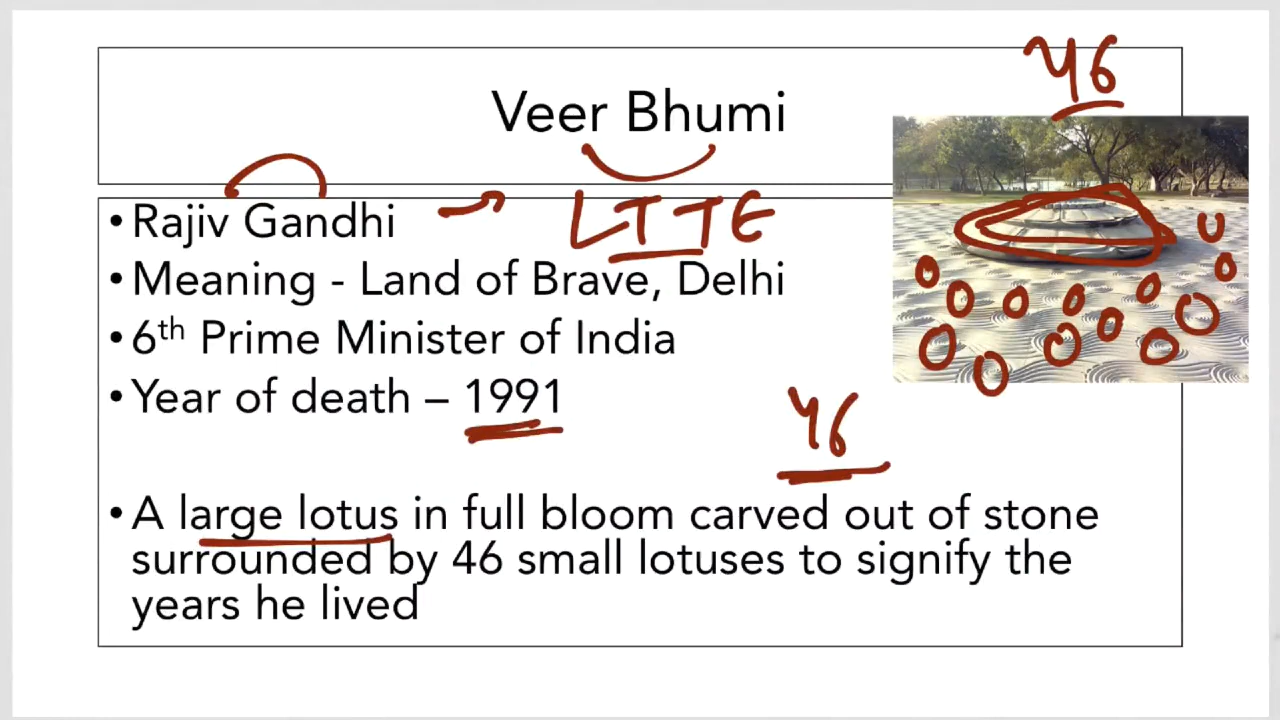 46
Veer Bhumi
• Rajiv Gandhi → LTTE
• Meaning - Land of Brave, Delhi
• 6th Prime Minister of India
• Year of death – 1991
46
• A large lotus in full bloom carved out of stone
surrounded by 46 small lotuses to signify the
years he lived